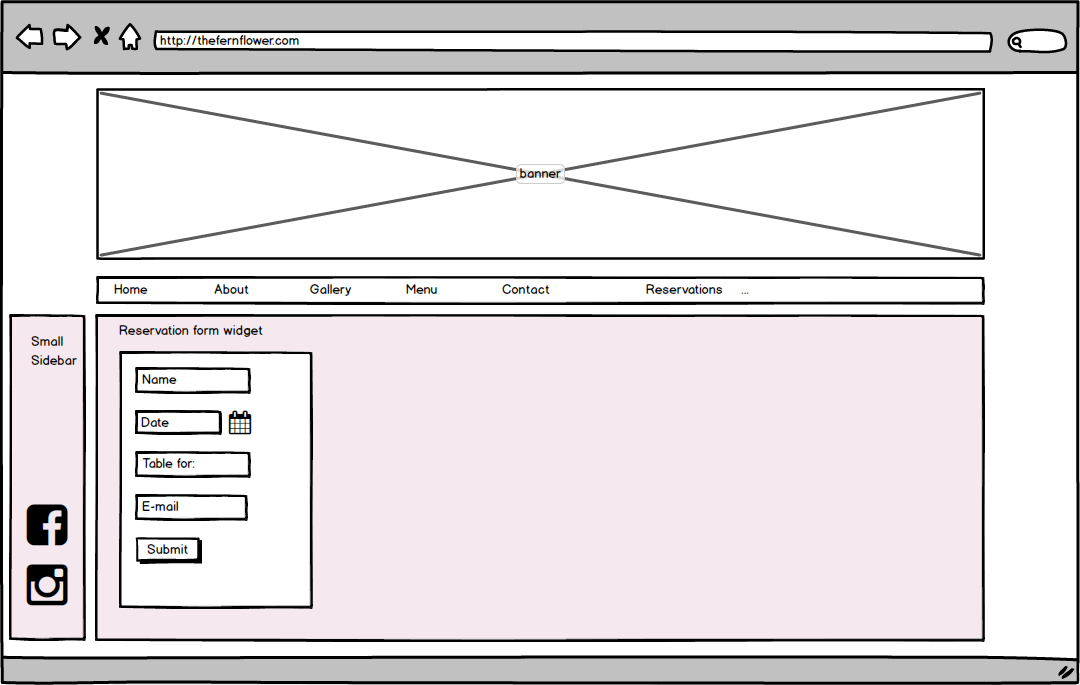 http://thefernflower.com
banner
Home About Gallery Menu Contact Reservations ...
Small
Sidebar
Reservation form widget
Name
Date
Table for:
E-mail
Submit